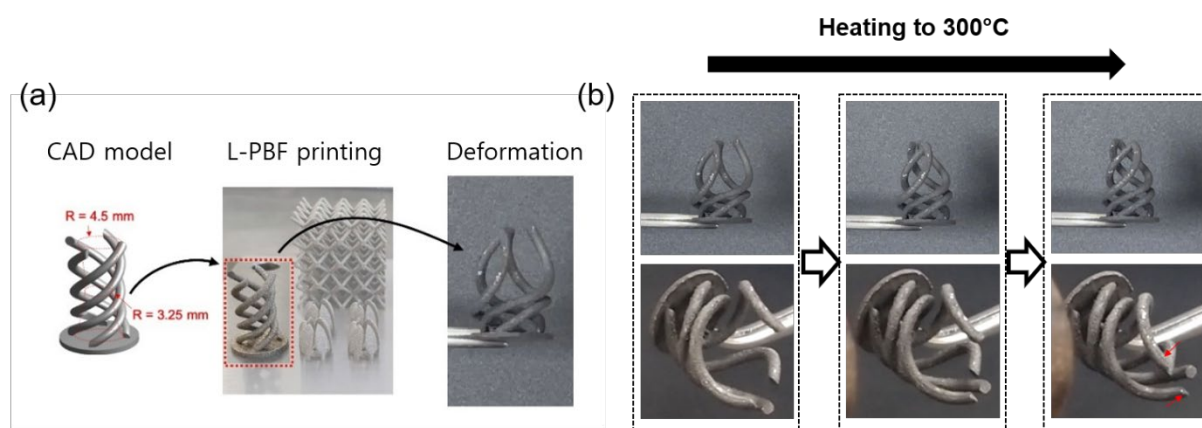 Heating to 300°C
(a)
(b)
CAD model
L-PBF printing
Deformation
R = 4.5 mm
R = 3.25 mm